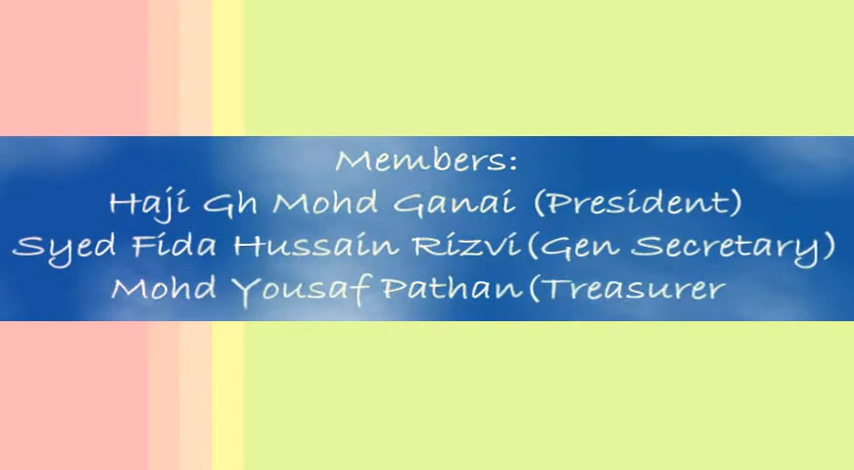 Members:
Haji Gh Mohd Ganai (President)
Syed Fida Hussain Rizvi(Gen Secretary)
Mohd Yousaf Pathan(Treasurer